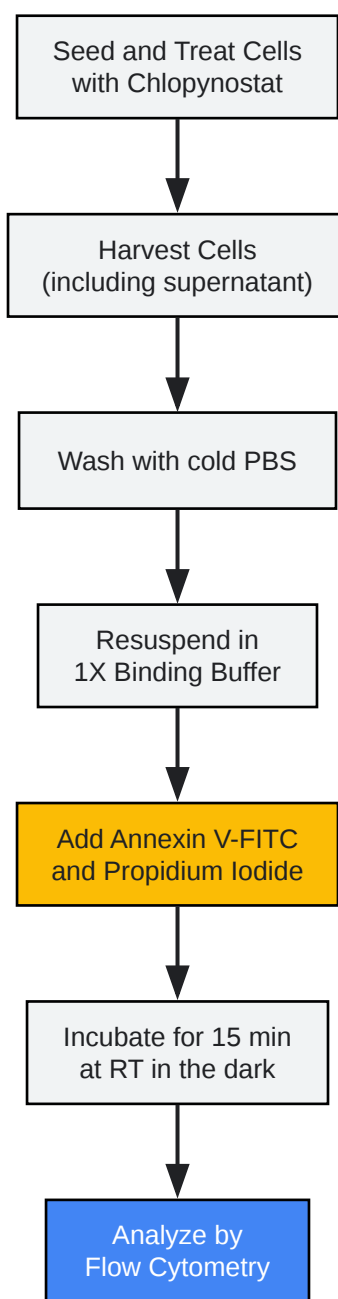 Seed and Treat Cells
with Chlopynostat
Harvest Cells
(including supernatant)
Wash with cold PBS
Resuspend in
1X Binding Buffer
Add Annexin V-FITC
and Propidium Iodide
Incubate for 15 min
at RT in the dark
Analyze by
Flow Cytometry